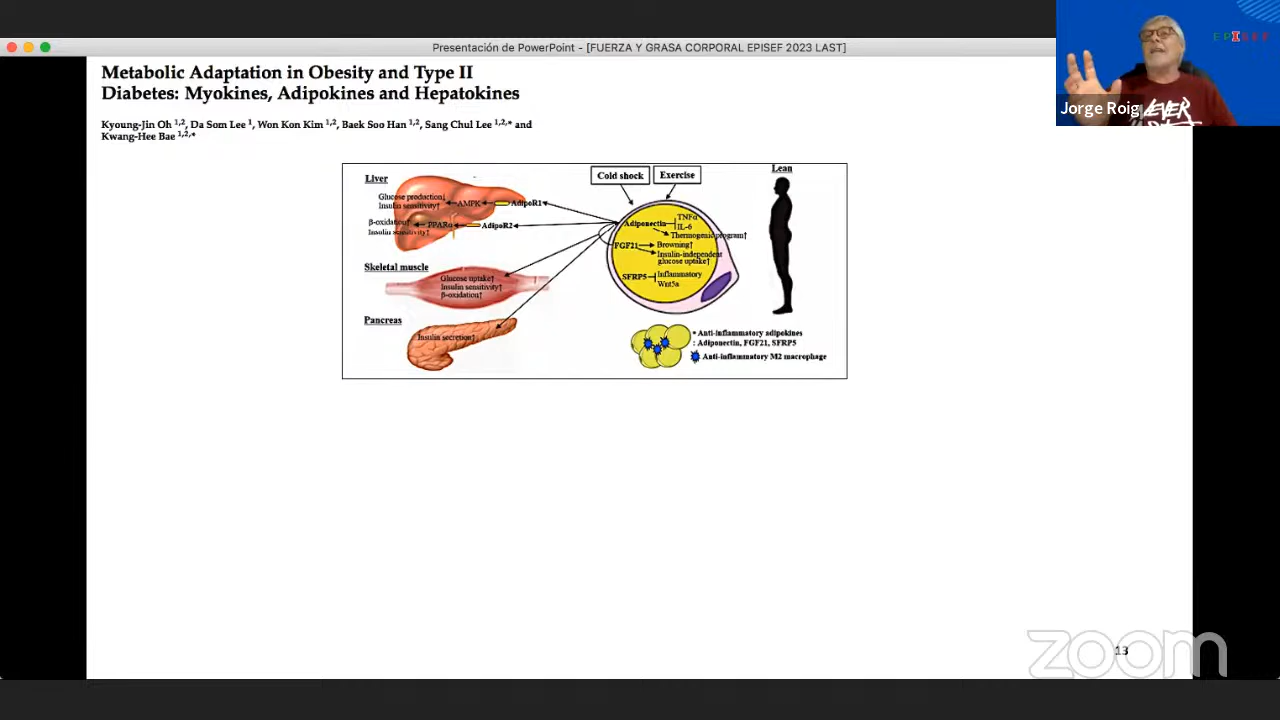 Presentación de PowerPoint - [FUERZA Y GRASA CORPORAL EPISEF 2023 LAST]
EPISEF
Jorge Roig
EVER
Metabolic Adaptation in Obesity and Type II
Diabetes: Myokines, Adipokines and Hepatokines
Kyoung-Jin Oh 1,2, Da Som Lee 1, Won Kon Kim 1,2, Baek Soo Han 1,2, Sang Chul Lee 1,2,* and
Kwang-Hee Bae 1,2,*
Liver
Glucose production↓
Insulin sensitivity↑
AMPK
AdipoR1
β-oxidation↑
Insulin sensitivity↑
PPARα
AdipoR2
Skeletal muscle
Glucose uptake↑
Insulin sensitivity↑
β-oxidation↑
Pancreas
Insulin secretion↑
Cold shock
Exercise
Adiponectin
TNFα
IL-6
Thermogenic program↑
FGF21
Browning↑
Insulin-independent
glucose uptake↑
SFRP5
Inflammatory
Wnt5a
Lean
* Anti-inflammatory adipokines
: Adiponectin, FGF21, SFRP5
Anti-inflammatory M2 macrophage
13
zoom